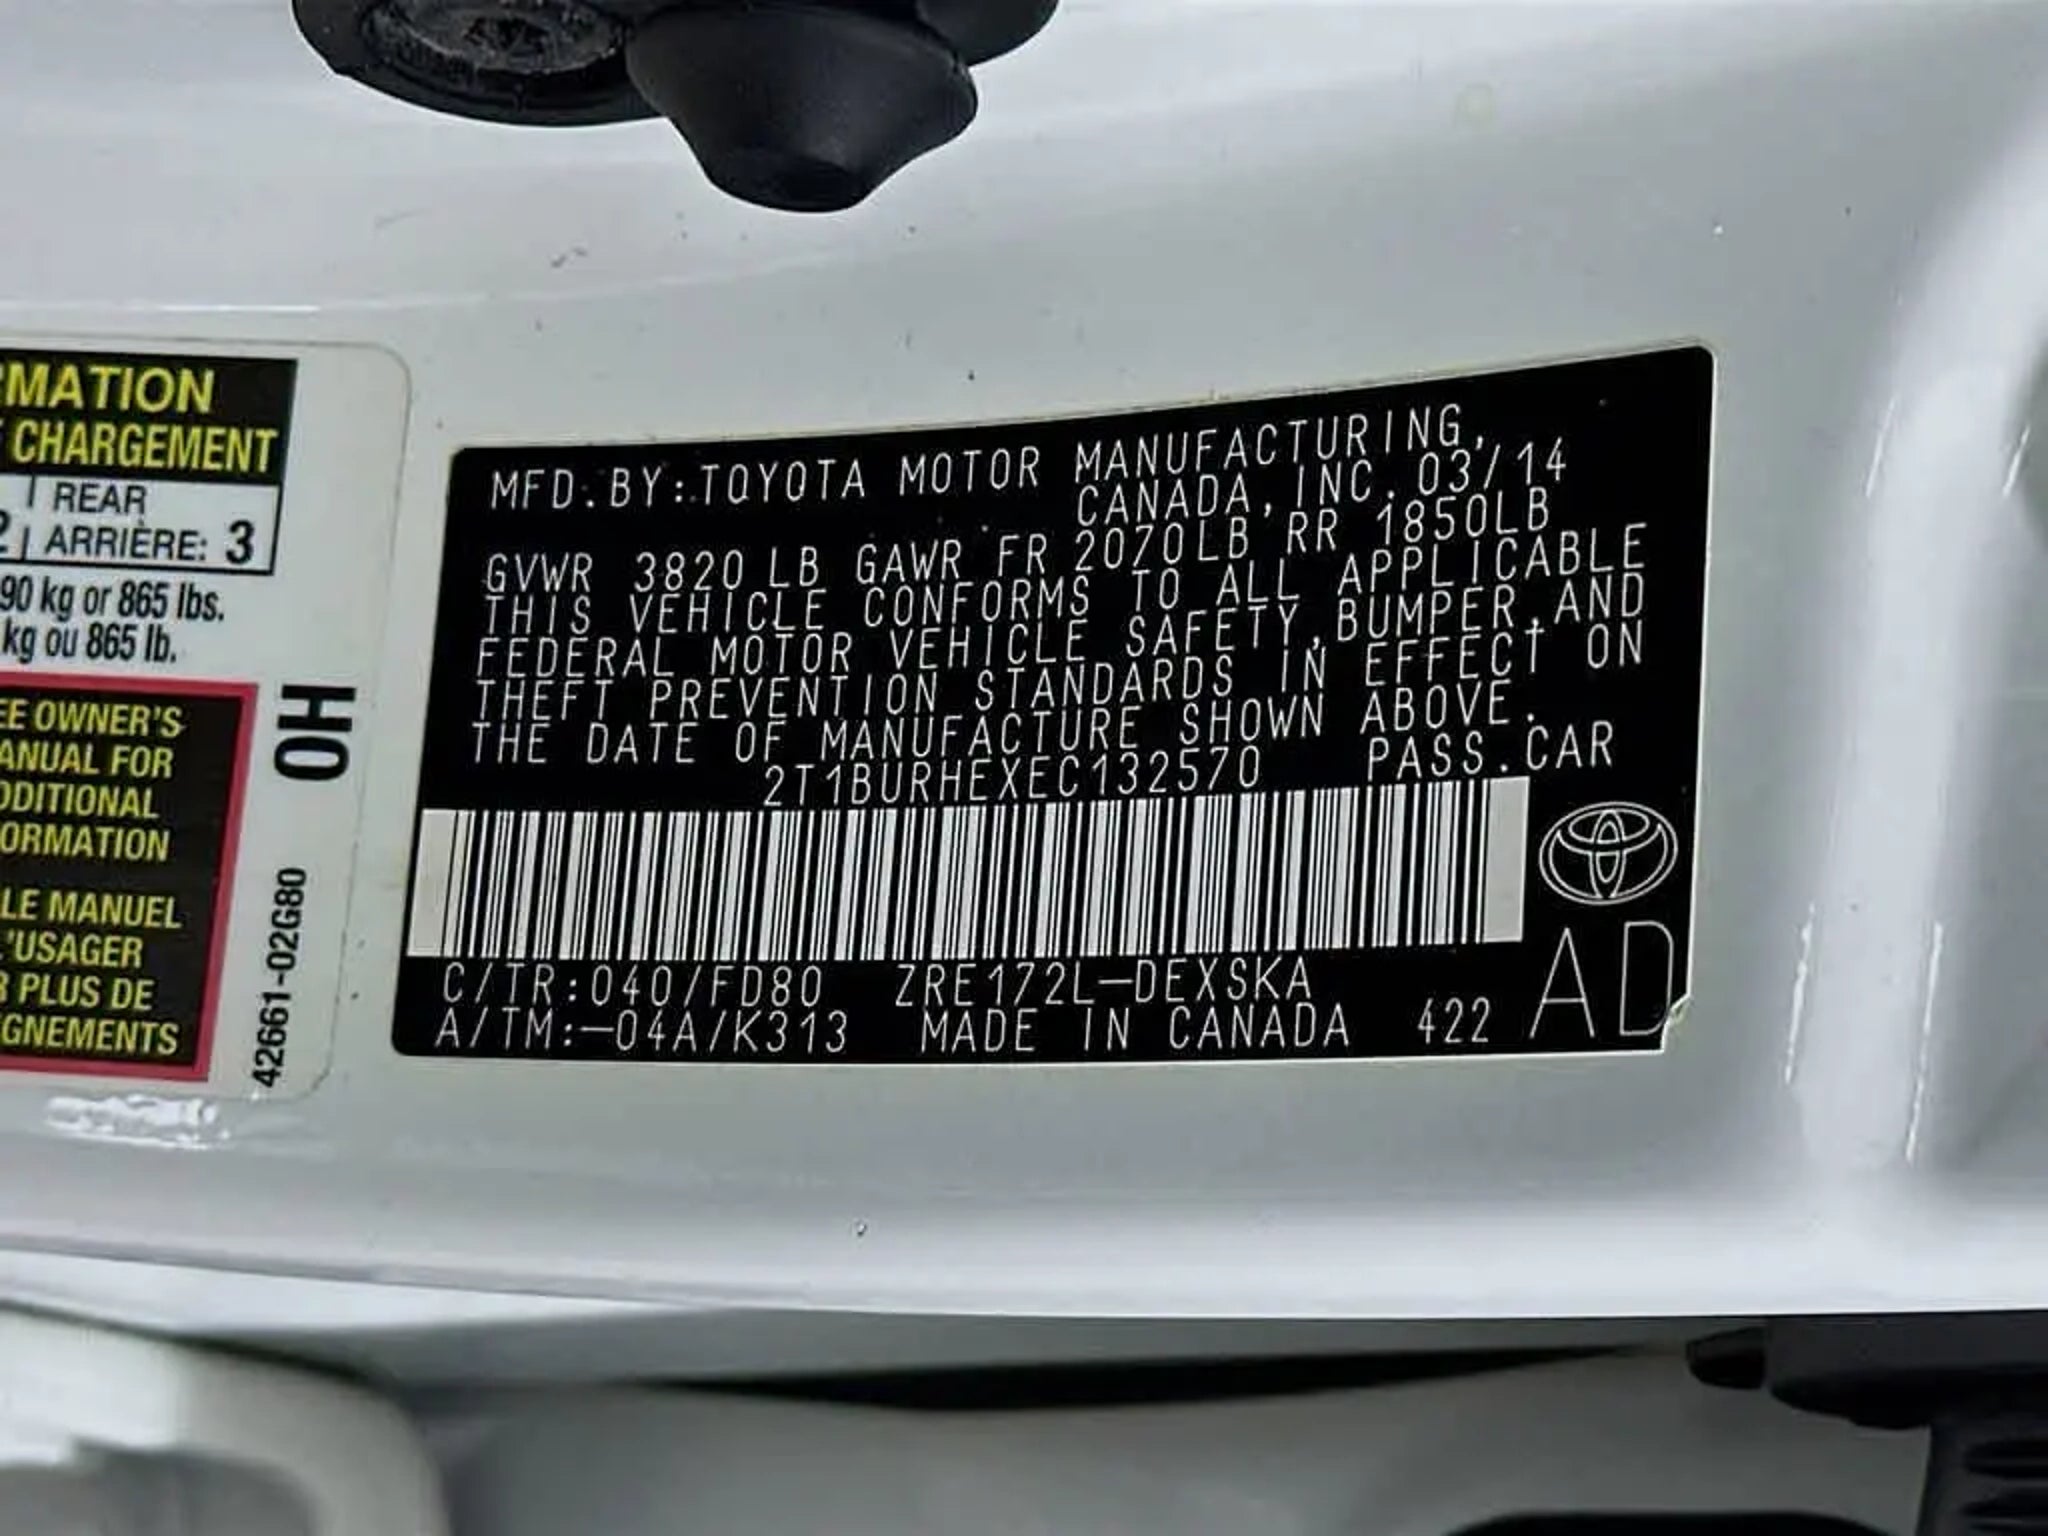 RMATION
CHARGEMENT
REAR
2 ARRIÈRE: 3
90 kg or 865 lbs.
kg ou 865 lb.
EE OWNER'S
ANUAL FOR
DDITIONAL
ORMATION
LE MANUEL
L'USAGER
R PLUS DE
IGNEMENTS
OH
42661-02G80
MFD. BY: TOYOTA MOTOR MANUFACTURING,
CANADA, INC. 03/14
GVWR 3820 LB GAWR FR 2070LB RR 1850LB
THIS VEHICLE CONFORMS TO ALL APPLICABLE
FEDERAL MOTOR VEHICLE SAFETY, BUMPER, AND
THEFT PREVENTION STANDARDS IN EFFECT ON
THE DATE OF MANUFACTURE SHOWN ABOVE.
2T1BURHEXEC132570 PASS. CAR
C/TR: 040/FD80 ZRE172L-DEXSKA
A/TM: -04A/K313 MADE IN CANADA 422
AD